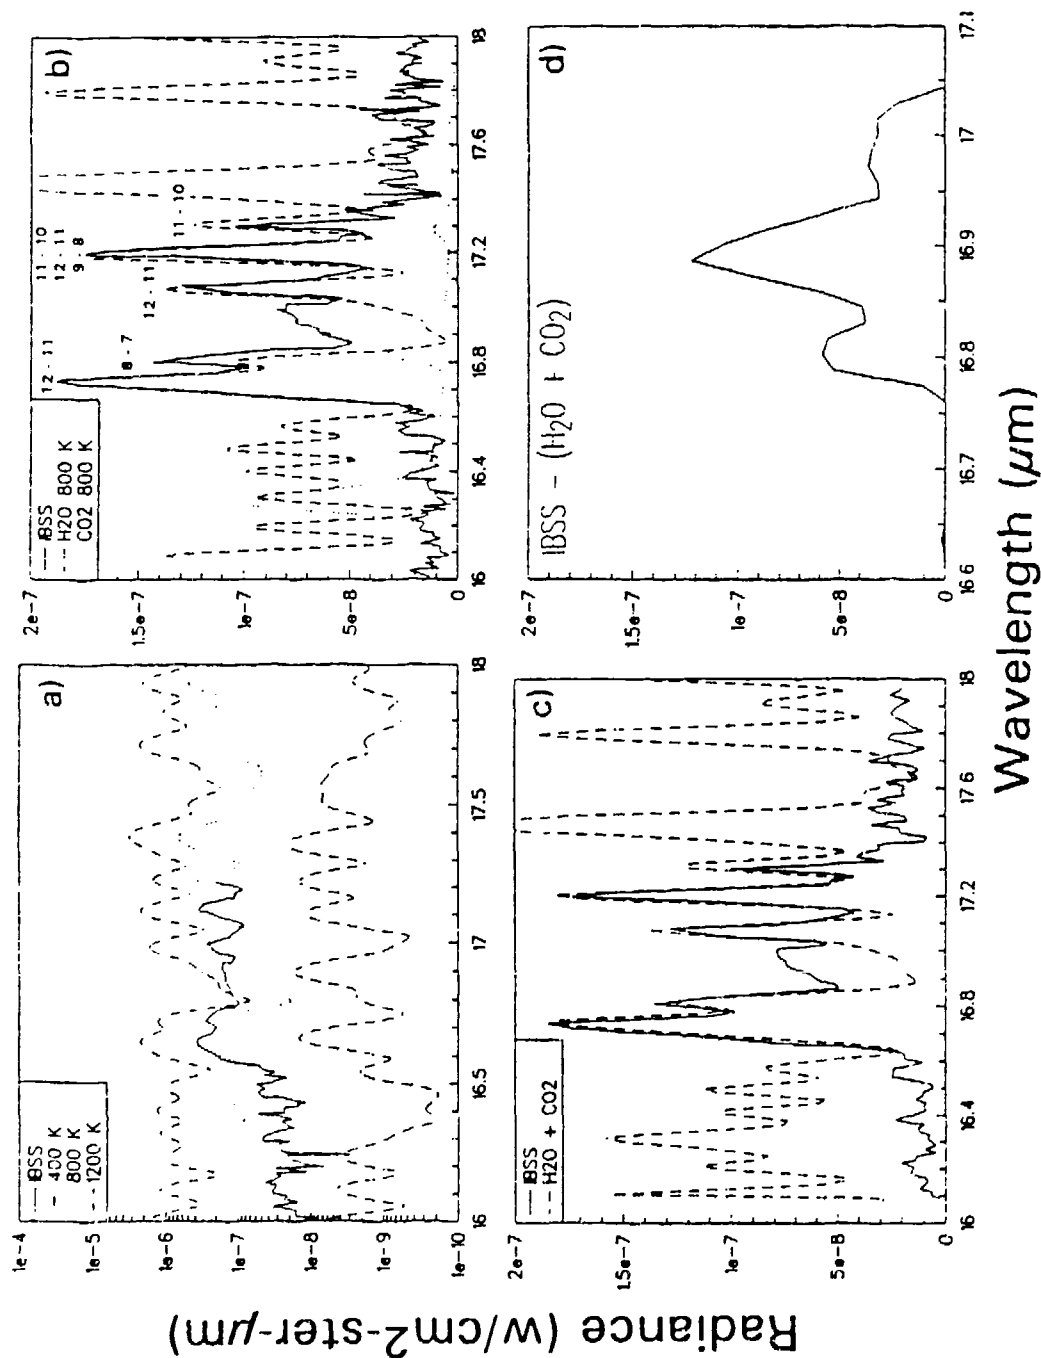 Radiance (w/cm2-ster-μm)
Wavelength (μm)
a)
IBSS
400 K
800 K
1200 K
1e-4
1e-5
1e-6
1e-7
1e-8
1e-9
1e-10
16
16.5
17
17.5
18
b)
IBSS
H2O 800 K
CO2 800 K
12-11
8-7
12-11
11-10
12-11
9-8
11-10
2e-7
1.5e-7
1e-7
5e-8
0
16
16.4
16.8
17.2
17.6
18
c)
IBSS
H2O + CO2
2e-7
1.5e-7
1e-7
5e-8
0
16
16.4
16.8
17.2
17.6
18
d)
IBSS - (H2O + CO2)
2e-7
1.5e-7
1e-7
5e-8
0
16.6
16.7
16.8
16.9
17
17.1